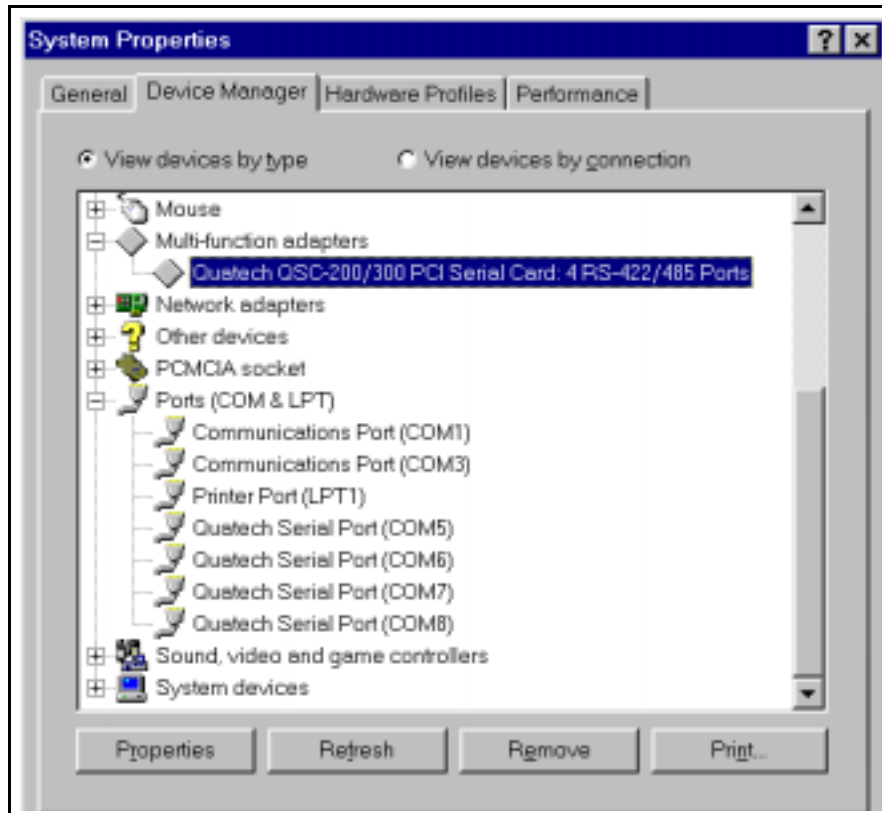 System Properties
General Device Manager Hardware Profiles Performance
View devices by type View devices by connection
Mouse
Multi-function adapters
Quatech QSC-200/300 PCI Serial Card: 4 RS-422/485 Ports
Network adapters
Other devices
PCMCIA socket
Ports (COM & LPT)
Communications Port (COM1)
Communications Port (COM3)
Printer Port (LPT1)
Quatech Serial Port (COM5)
Quatech Serial Port (COM6)
Quatech Serial Port (COM7)
Quatech Serial Port (COM8)
Sound, video and game controllers
System devices
Properties Refresh Remove Print...